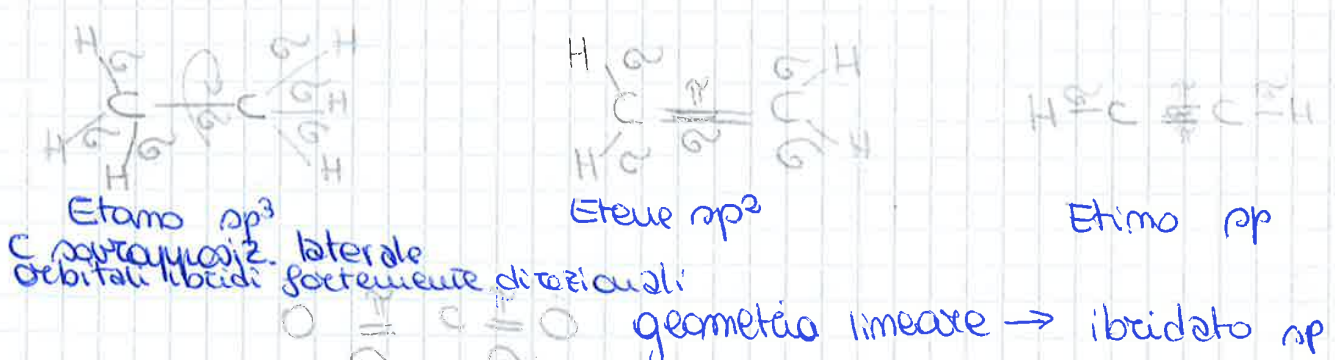 H σ σ H
C σ C σ H
H σ σ H H
H σ π σ H
C σ C
H σ σ H
H σ C π σ π C σ H
Etano sp³
Etene sp²
Etino sp
C sovrapposiz. laterale
orbitali ibridi fortemente direzionali
O π C π O geometria lineare → ibridato sp
σ σ